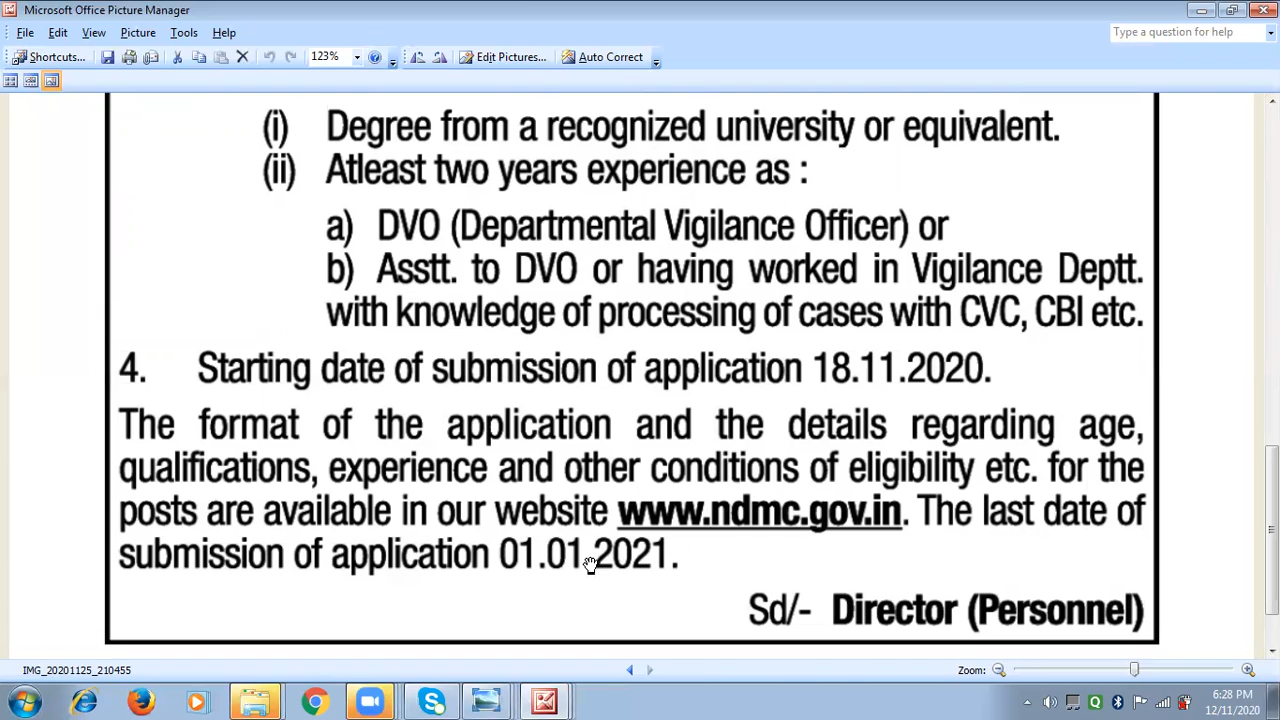 Microsoft Office Picture Manager
File Edit View Picture Tools Help
Type a question for help
Shortcuts... 123% Edit Pictures... Auto Correct
(i) Degree from a recognized university or equivalent.
(ii) Atleast two years experience as :
a) DVO (Departmental Vigilance Officer) or
b) Asstt. to DVO or having worked in Vigilance Deptt.
with knowledge of processing of cases with CVC, CBI etc.
4. Starting date of submission of application 18.11.2020.
The format of the application and the details regarding age,
qualifications, experience and other conditions of eligibility etc. for the
posts are available in our website www.ndmc.gov.in. The last date of
submission of application 01.01.2021.
Sd/- Director (Personnel)
IMG_20201125_210455
Zoom:
6:28 PM
12/11/2020